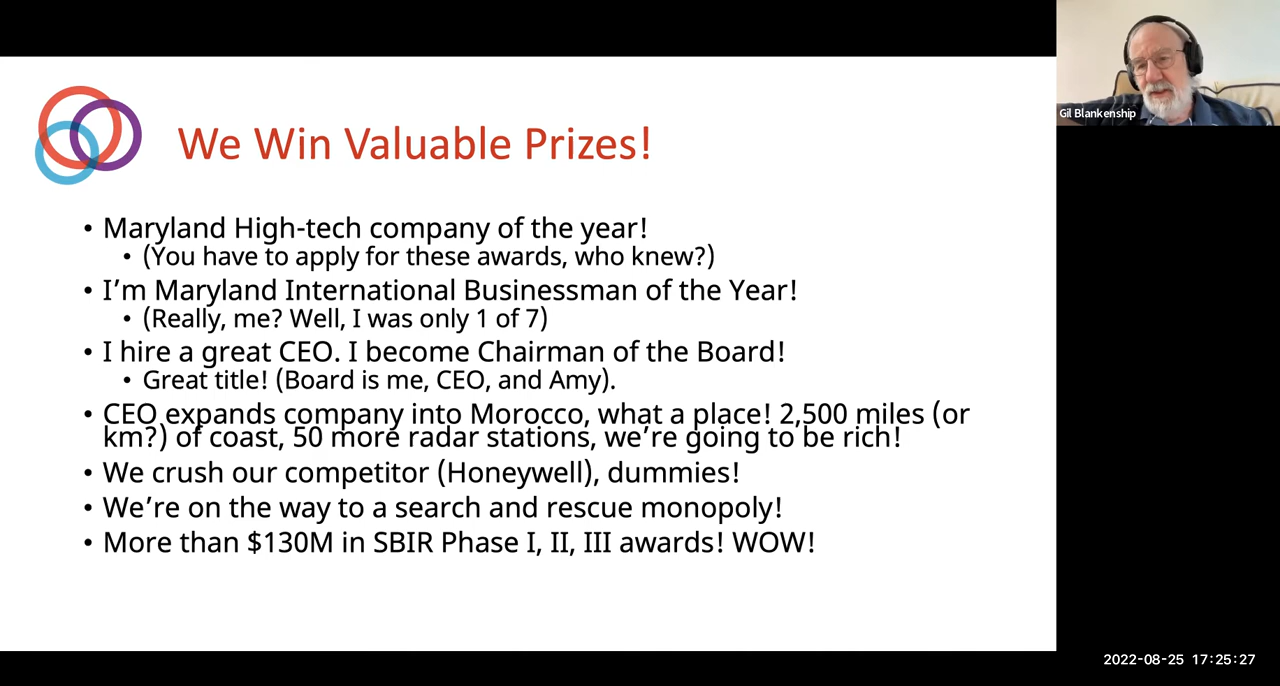 We Win Valuable Prizes!
• Maryland High-tech company of the year!
• (You have to apply for these awards, who knew?)
• I’m Maryland International Businessman of the Year!
• (Really, me? Well, I was only 1 of 7)
• I hire a great CEO. I become Chairman of the Board!
• Great title! (Board is me, CEO, and Amy).
• CEO expands company into Morocco, what a place! 2,500 miles (or
km?) of coast, 50 more radar stations, we’re going to be rich!
• We crush our competitor (Honeywell), dummies!
• We’re on the way to a search and rescue monopoly!
• More than $130M in SBIR Phase I, II, III awards! WOW!
Gil Blankenship
2022-08-25 17:25:27